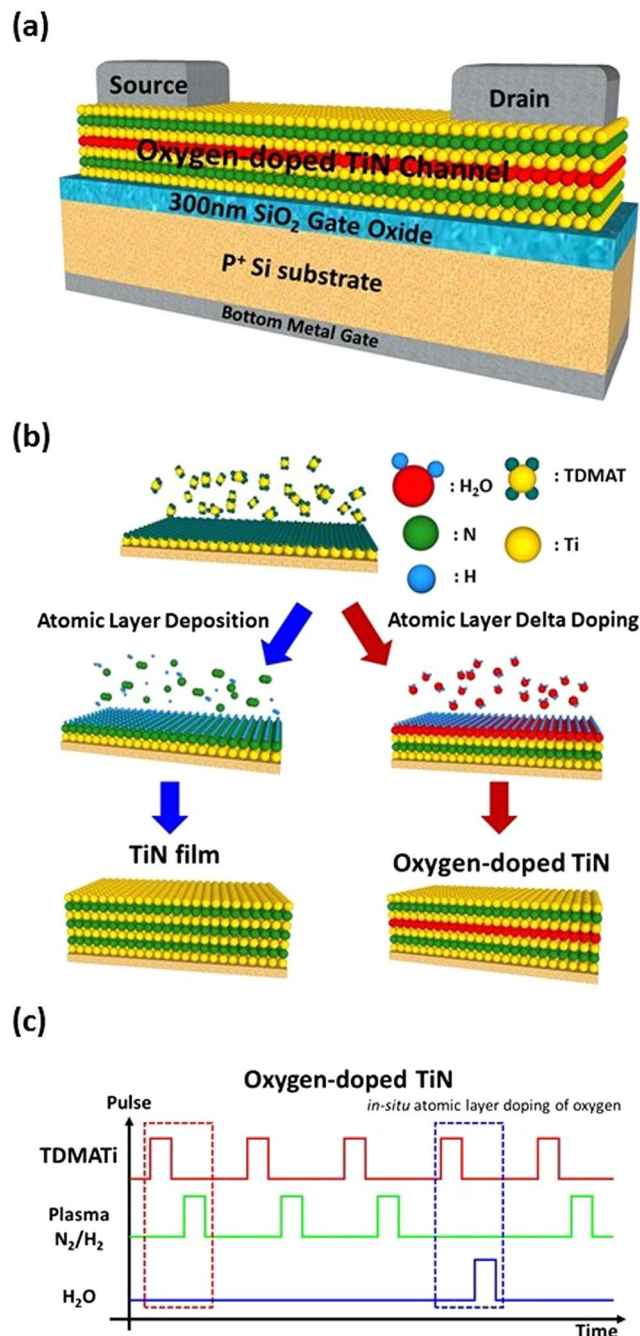 (a)
Source
Drain
Oxygen-doped TiN Channel
300nm SiO₂ Gate Oxide
P⁺ Si substrate
Bottom Metal Gate
(b)
: H₂O
: TDMAT
: N
: Ti
: H
Atomic Layer Deposition
Atomic Layer Delta Doping
TiN film
Oxygen-doped TiN
(c)
Oxygen-doped TiN
Pulse
in-situ atomic layer doping of oxygen
TDMATi
Plasma
N₂/H₂
H₂O
Time